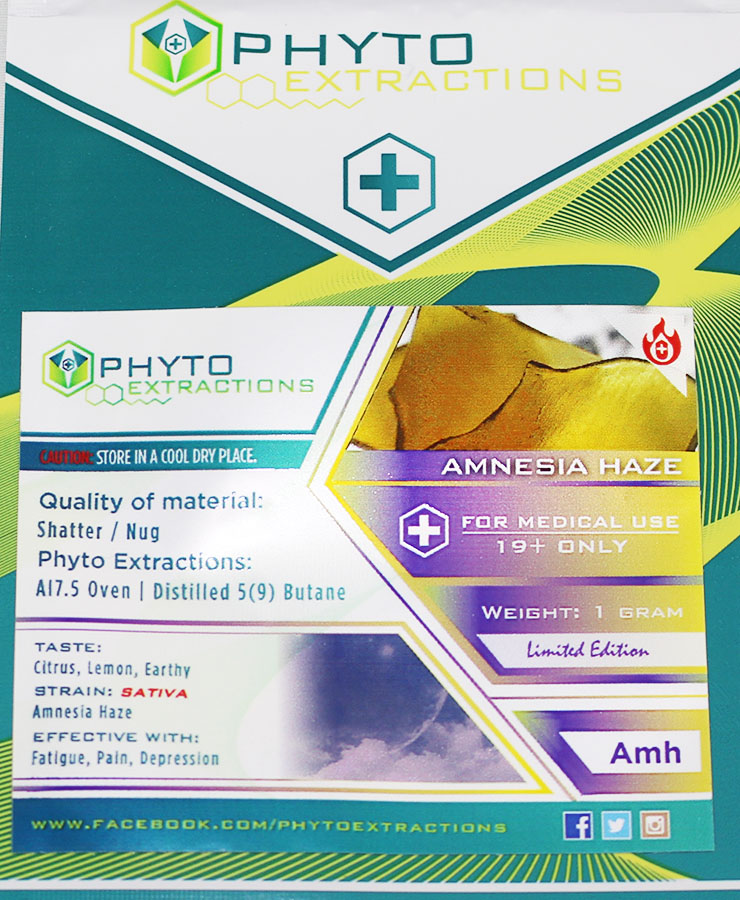 PHYTO
EXTRACTIONS
PHYTO
EXTRACTIONS
CAUTION: STORE IN A COOL DRY PLACE.
Quality of material:
Shatter / Nug
Phyto Extractions:
AI7.5 Oven | Distilled 5(9) Butane
TASTE:
Citrus, Lemon, Earthy
STRAIN: SATIVA
Amnesia Haze
EFFECTIVE WITH:
Fatigue, Pain, Depression
AMNESIA HAZE
FOR MEDICAL USE
19+ ONLY
WEIGHT: 1 GRAM
Limited Edition
Amh
WWW.FACEBOOK.COM/PHYTOEXTRACTIONS